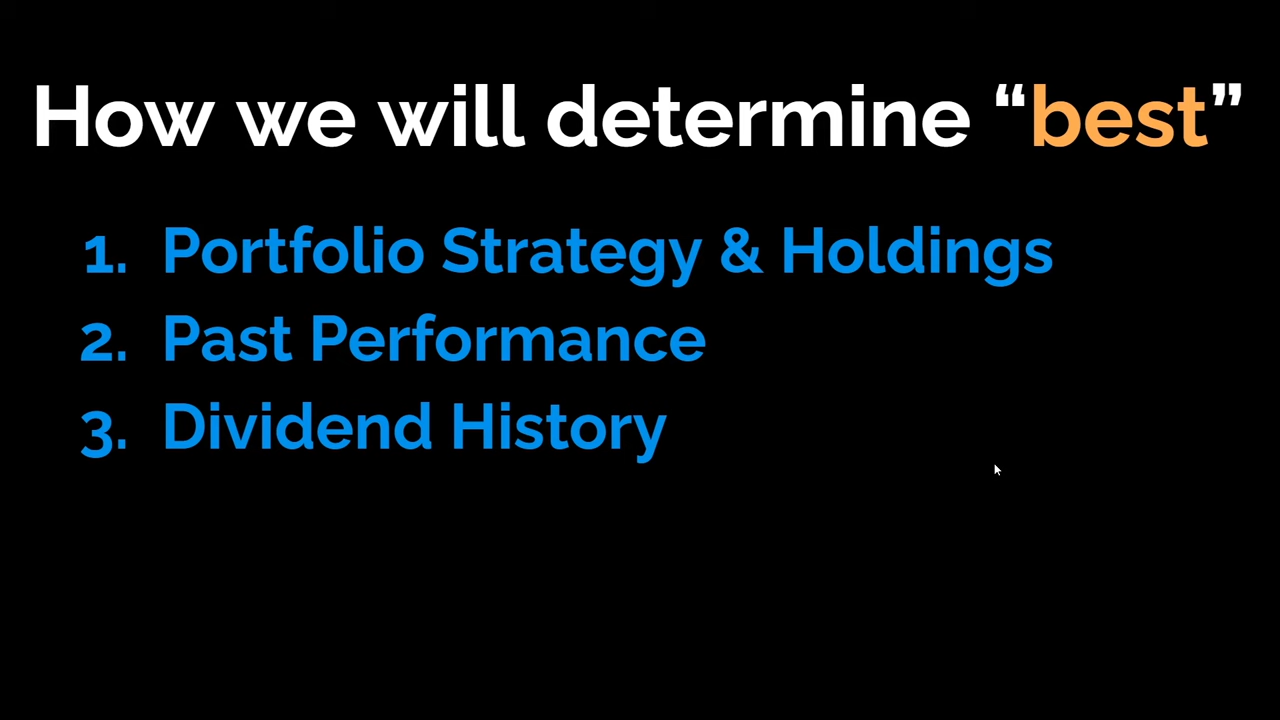 How we will determine “best”
1. Portfolio Strategy & Holdings
2. Past Performance
3. Dividend History